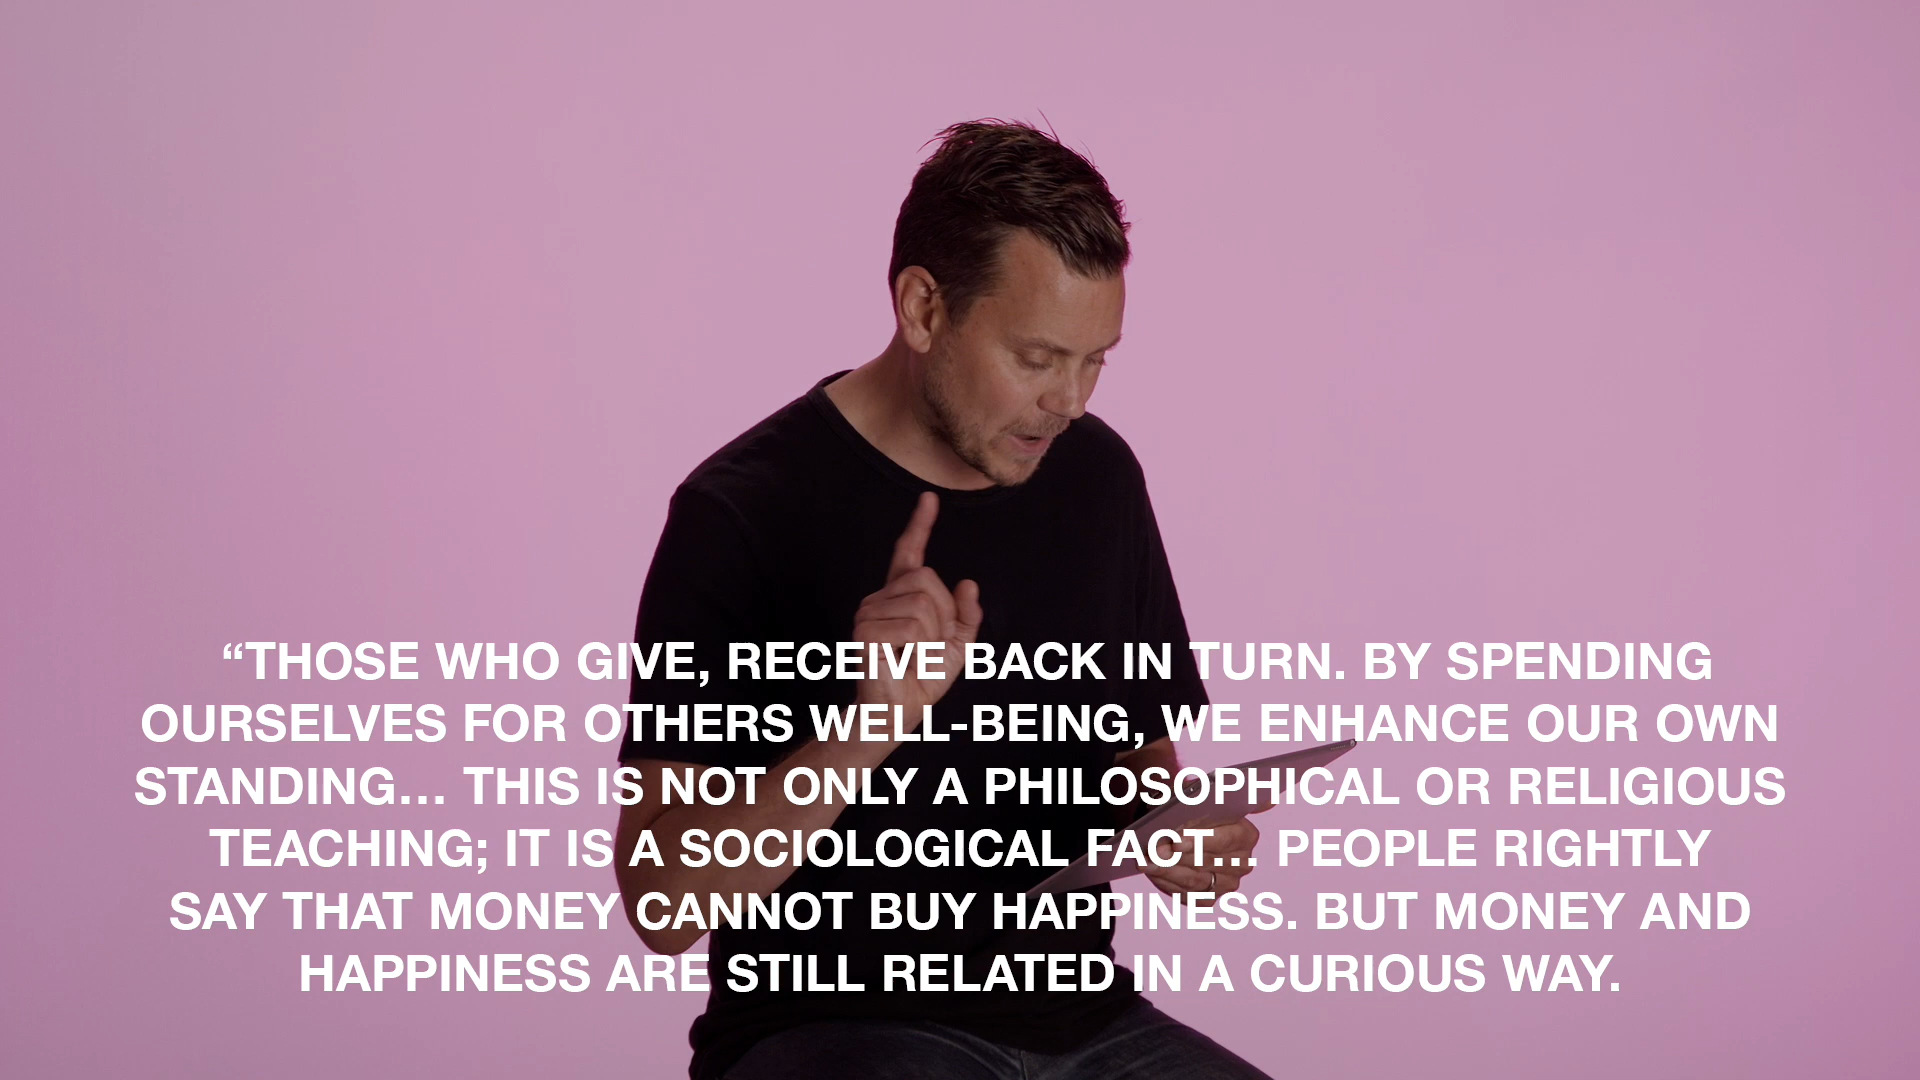 “THOSE WHO GIVE, RECEIVE BACK IN TURN. BY SPENDING
OURSELVES FOR OTHERS WELL-BEING, WE ENHANCE OUR OWN
STANDING... THIS IS NOT ONLY A PHILOSOPHICAL OR RELIGIOUS
TEACHING; IT IS A SOCIOLOGICAL FACT... PEOPLE RIGHTLY
SAY THAT MONEY CANNOT BUY HAPPINESS. BUT MONEY AND
HAPPINESS ARE STILL RELATED IN A CURIOUS WAY.